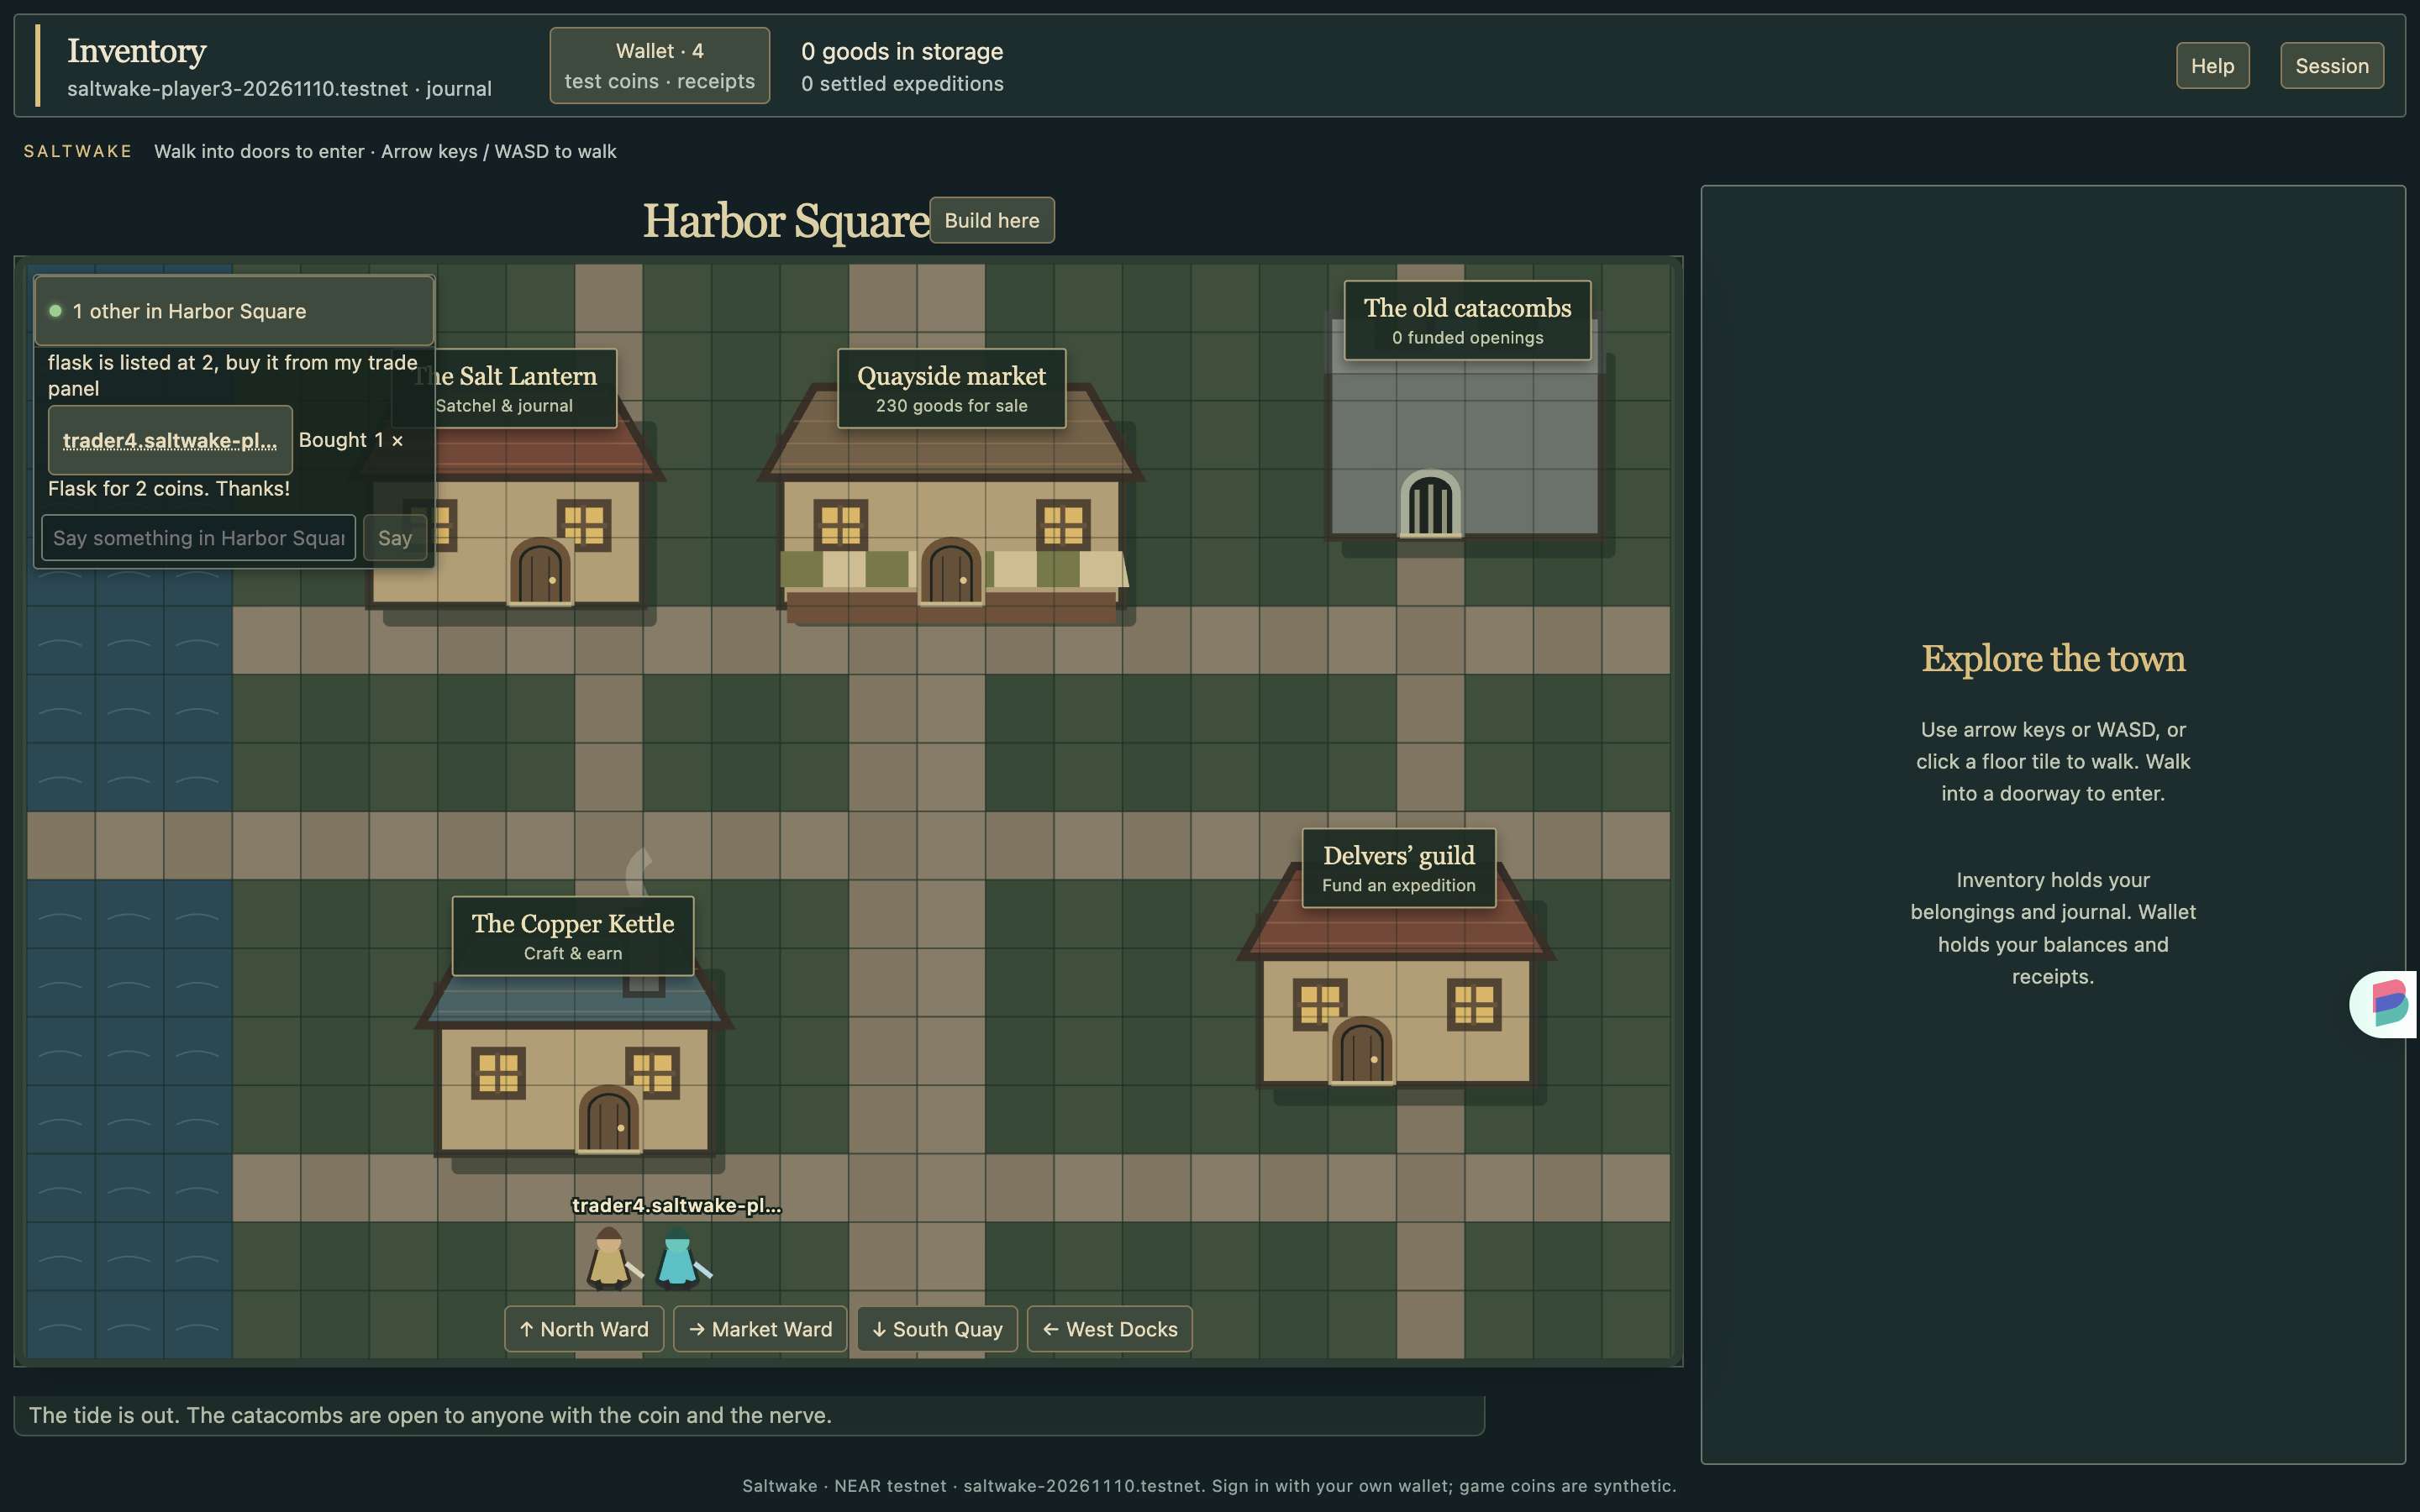 Inventory
saltwake-player3-20261110.testnet · journal
Wallet · 4
test coins · receipts
0 goods in storage
0 settled expeditions
Help
Session
SALTWAKE
Walk into doors to enter · Arrow keys / WASD to walk
Harbor Square
Build here
1 other in Harbor Square
flask is listed at 2, buy it from my trade
panel
trader4.saltwake-pl... Bought 1 ×
Flask for 2 coins. Thanks!
Say something in Harbor Squar
Say
The Salt Lantern
Satchel & journal
Quayside market
230 goods for sale
The old catacombs
0 funded openings
Delvers’ guild
Fund an expedition
The Copper Kettle
Craft & earn
trader4.saltwake-pl...
↑ North Ward
→ Market Ward
↓ South Quay
← West Docks
Explore the town
Use arrow keys or WASD, or
click a floor tile to walk. Walk
into a doorway to enter.
Inventory holds your
belongings and journal. Wallet
holds your balances and
receipts.
The tide is out. The catacombs are open to anyone with the coin and the nerve.
Saltwake · NEAR testnet · saltwake-20261110.testnet. Sign in with your own wallet; game coins are synthetic.